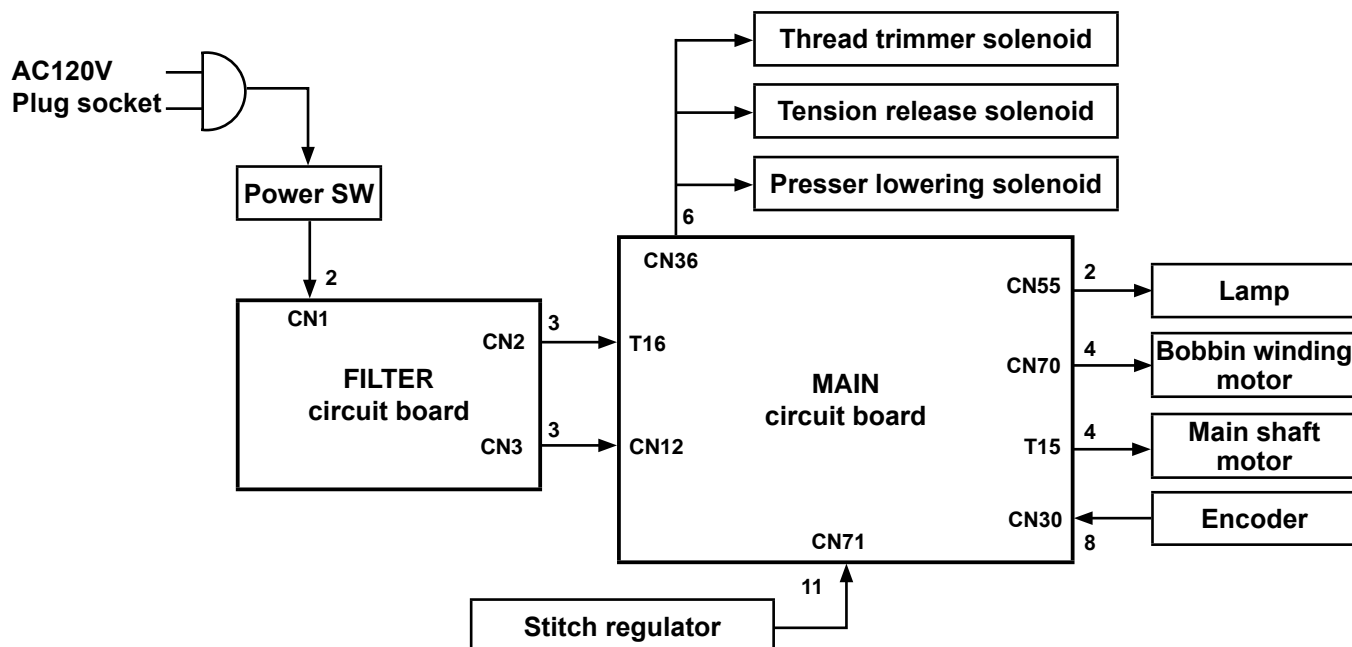 Thread trimmer solenoid
AC120V
Plug socket
Tension release solenoid
Power SW
Presser lowering solenoid
6
2
CN36
CN55
2
Lamp
CN1
CN2
3
T16
FILTER
circuit board
CN3
3
CN12
MAIN
circuit board
CN70
4
Bobbin winding
motor
T15
4
Main shaft
motor
CN30
8
Encoder
CN71
11
Stitch regulator